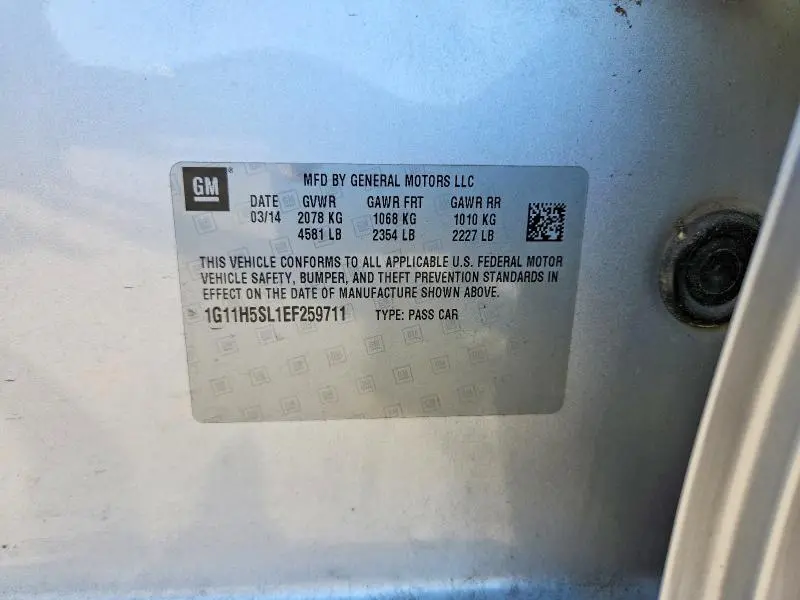 GM
MFD BY GENERAL MOTORS LLC
DATE GVWR GAWR FRT GAWR RR
03/14 2078 KG 1068 KG 1010 KG
4581 LB 2354 LB 2227 LB
THIS VEHICLE CONFORMS TO ALL APPLICABLE U.S. FEDERAL MOTOR
VEHICLE SAFETY, BUMPER, AND THEFT PREVENTION STANDARDS IN
EFFECT ON THE DATE OF MANUFACTURE SHOWN ABOVE.
1G11H5SL1EF259711 TYPE: PASS CAR